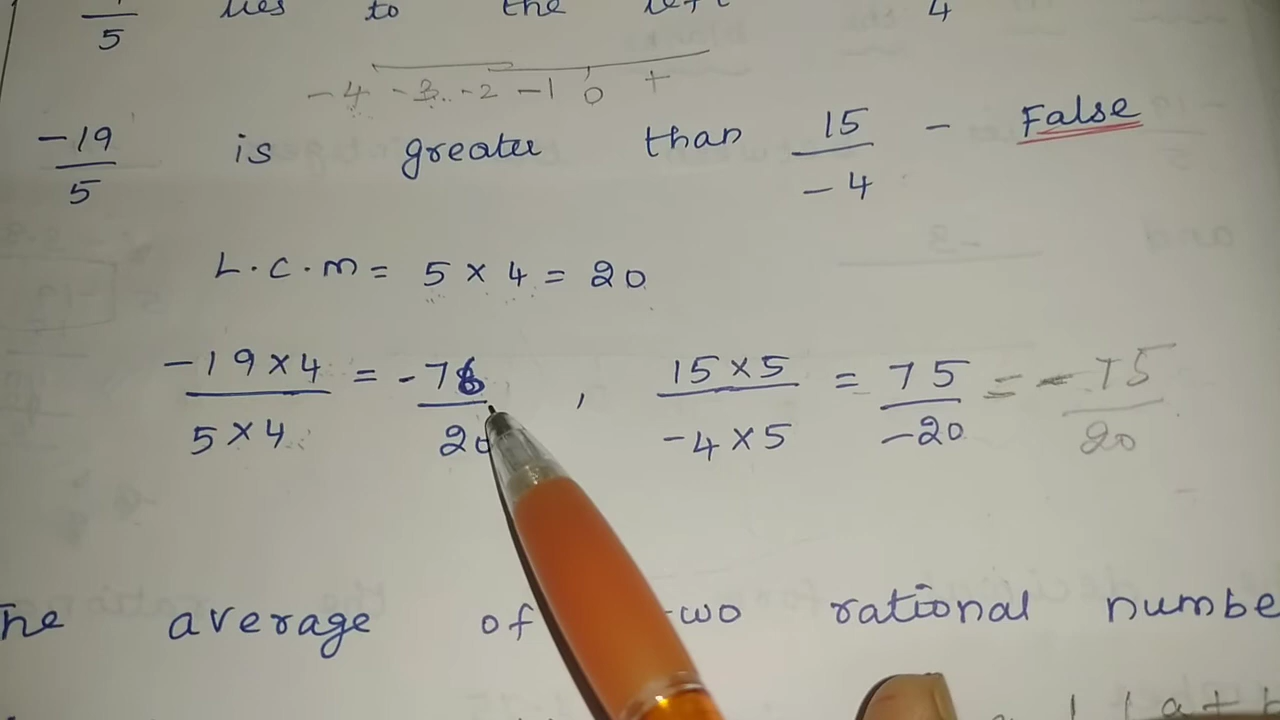 5 lies to the left 4
-4 -3.. -2 -1 0 +
-19/5 is greater than 15/-4 - False
L.C.M = 5 × 4 = 20
-19×4/5×4 = -76/20 , 15×5/-4×5 = 75/-20 = -75/20
The average of two rational numbe